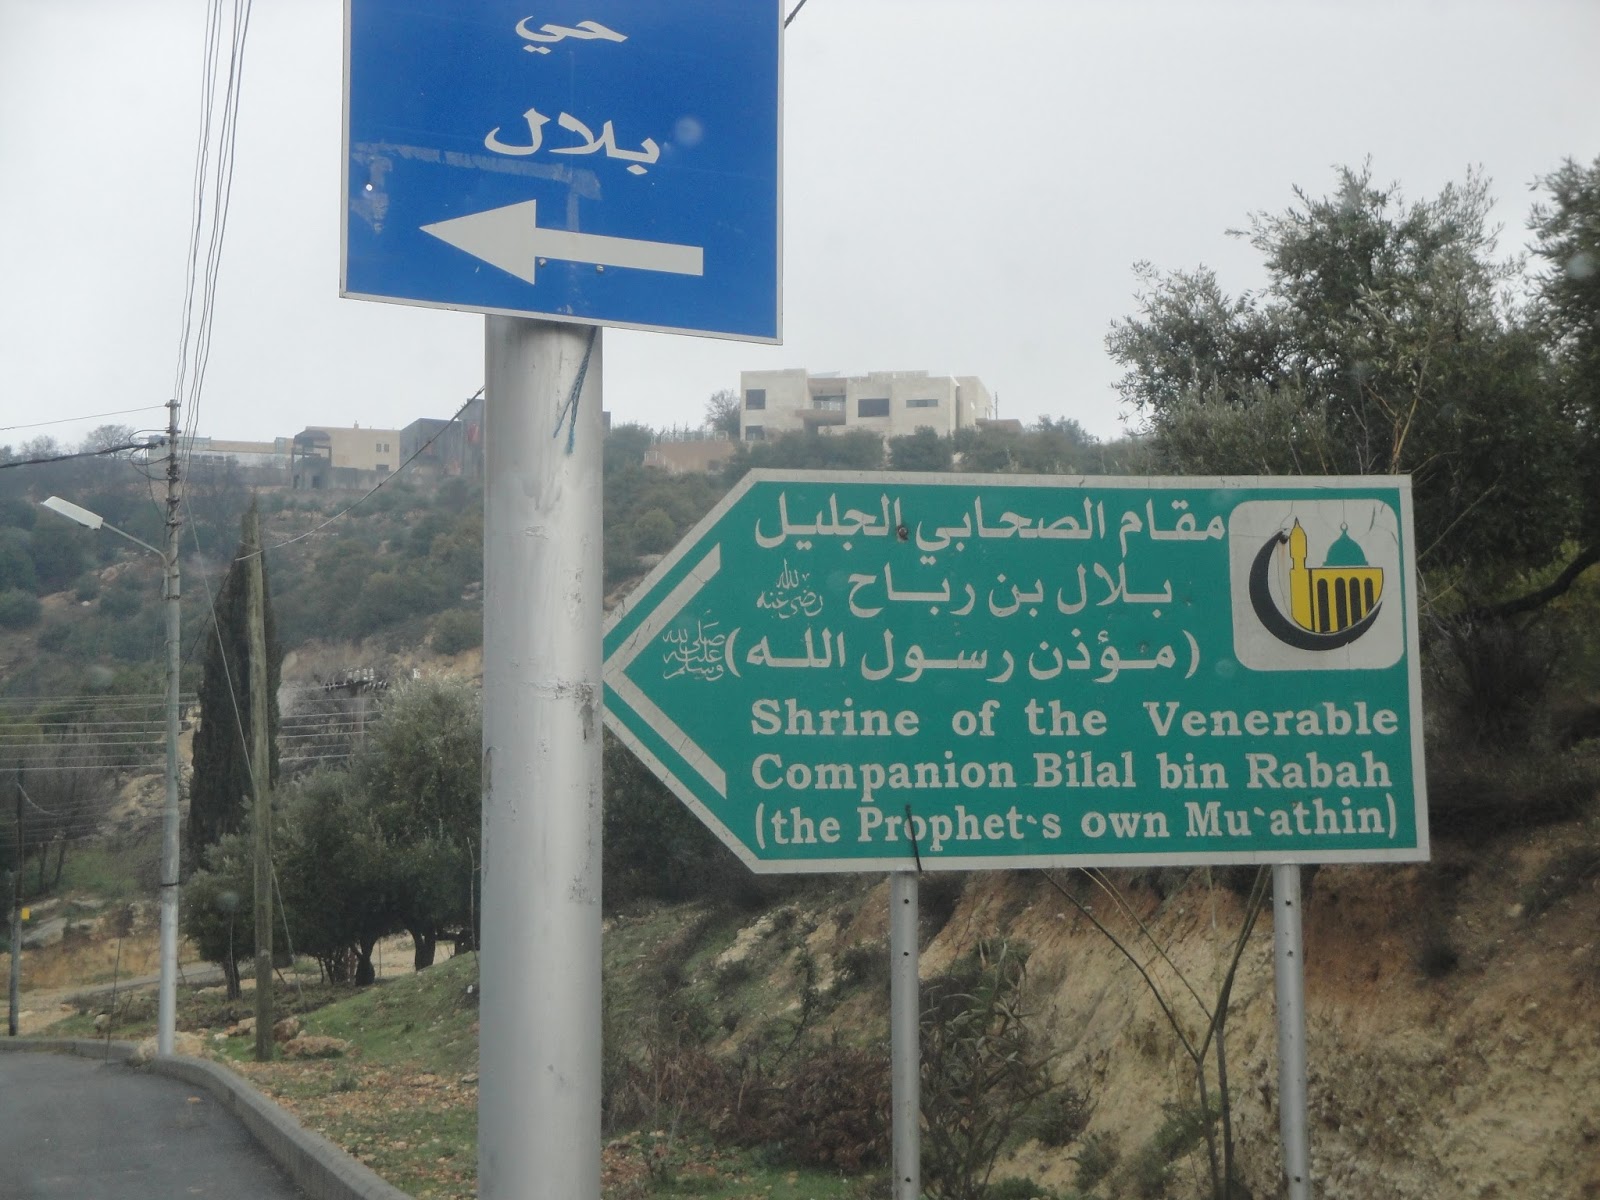 حي
بلال
مقام الصحابي الجليل
بلال بن رباح رضي الله عنه
(مؤذن رسول الله) صلى الله عليه وسلم
Shrine of the Venerable
Companion Bilal bin Rabah
(the Prophet`s own Mu`athin)